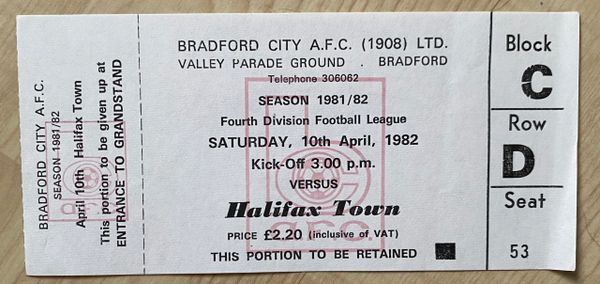 BRADFORD CITY A.F.C.
SEASON 1981/82
April 10th Halifax Town
This portion to be given up at
ENTRANCE TO GRANDSTAND
BRADFORD CITY A.F.C. (1908) LTD.
VALLEY PARADE GROUND . BRADFORD
Telephone 306062
SEASON 1981/82
Fourth Division Football League
SATURDAY, 10th April, 1982
Kick-Off 3.00 p.m.
VERSUS
Halifax Town
PRICE £2.20 (inclusive of VAT)
THIS PORTION TO BE RETAINED
Block
C
Row
D
Seat
53